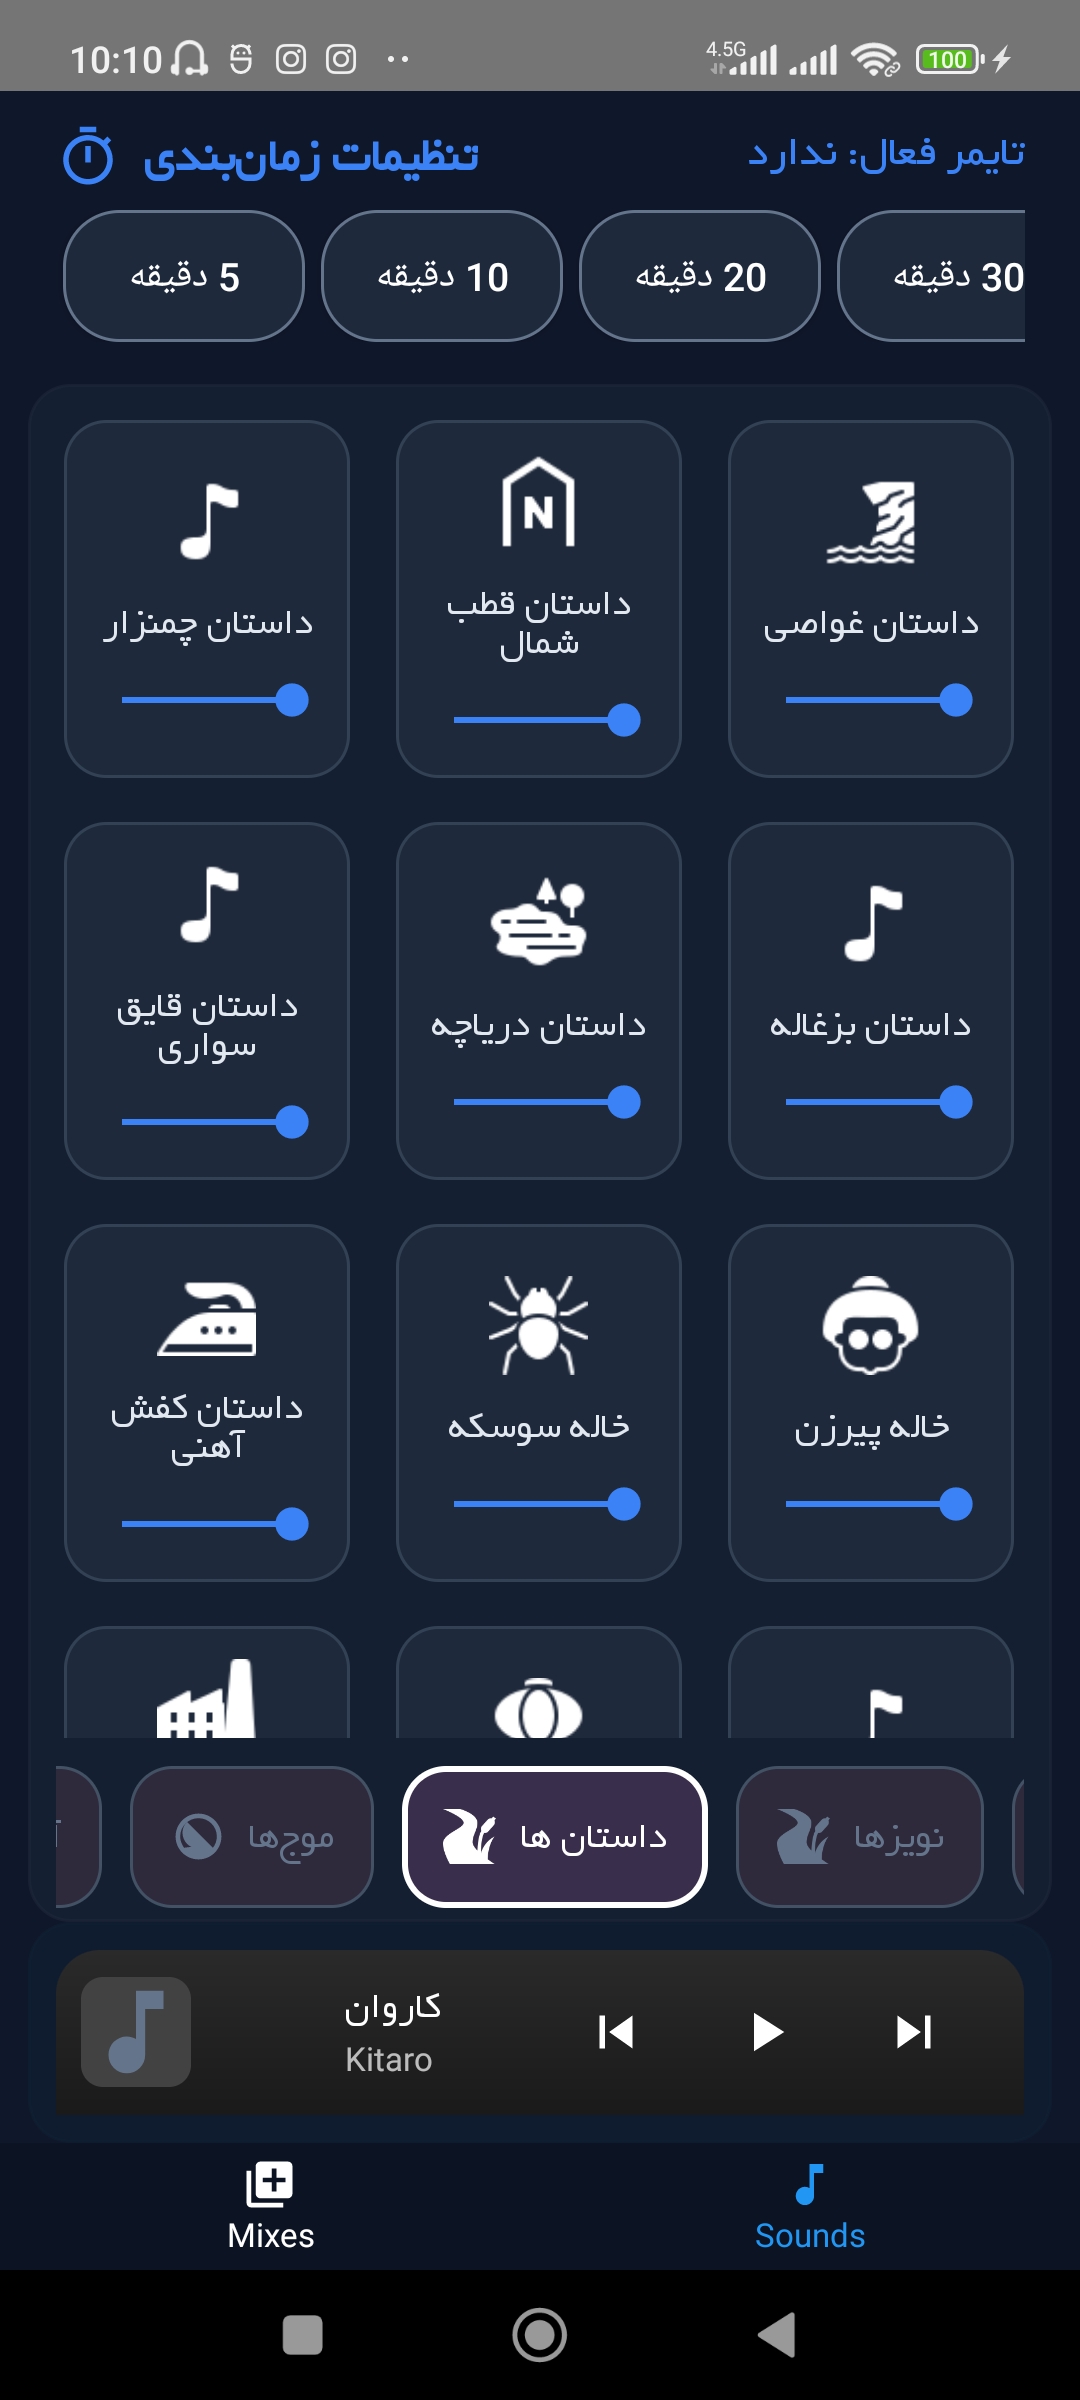 10:10
4.5G
100
تنظیمات زمان‌بندی
تایمر فعال: ندارد
5 دقیقه
10 دقیقه
20 دقیقه
30 دقیقه
داستان چمنزار
N
داستان قطب
شمال
داستان غواصی
داستان قایق
سواری
داستان دریاچه
داستان بزغاله
داستان کفش
آهنی
خاله سوسکه
خاله پیرزن
موج‌ها
داستان ها
نویزها
کاروان
Kitaro
Mixes
Sounds